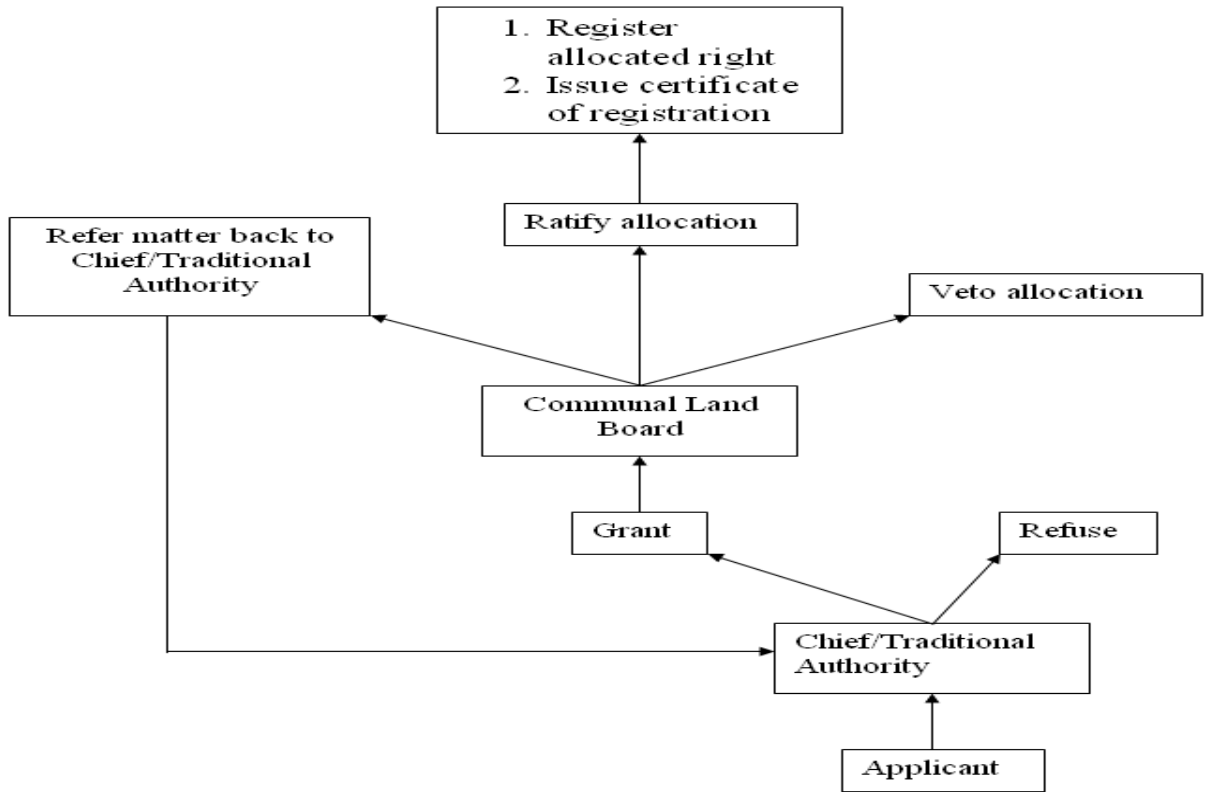 1. Register
allocated right
2. Issue certificate
of registration
Ratify allocation
Refer matter back to
Chief/Traditional
Authority
Veto allocation
Communal Land
Board
Grant
Refuse
Chief/Traditional
Authority
Applicant